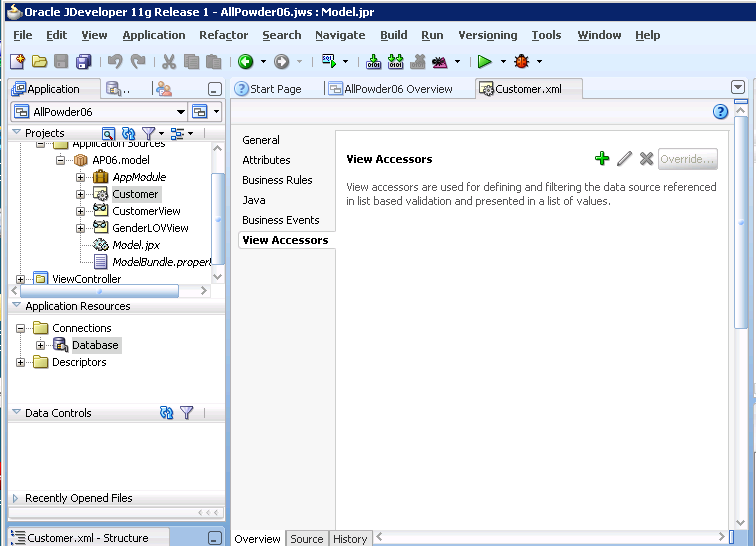 Oracle JDeveloper 11g Release 1 - AllPowder06.jws : Model.jpr
File Edit View Application Refactor Search Navigate Build Run Versioning Tools Window Help
Application
Start Page
AllPowder06 Overview
Customer.xml
AllPowder06
Projects
Application Sources
AP06.model
AppModule
Customer
CustomerView
GenderLOVView
Model.jpx
ModelBundle.propert
ViewController
Application Resources
Connections
Database
Descriptors
Data Controls
Recently Opened Files
Customer.xml - Structure
General
Attributes
Business Rules
Java
Business Events
View Accessors
View Accessors
Override...
View accessors are used for defining and filtering the data source referenced
in list based validation and presented in a list of values.
Overview Source History